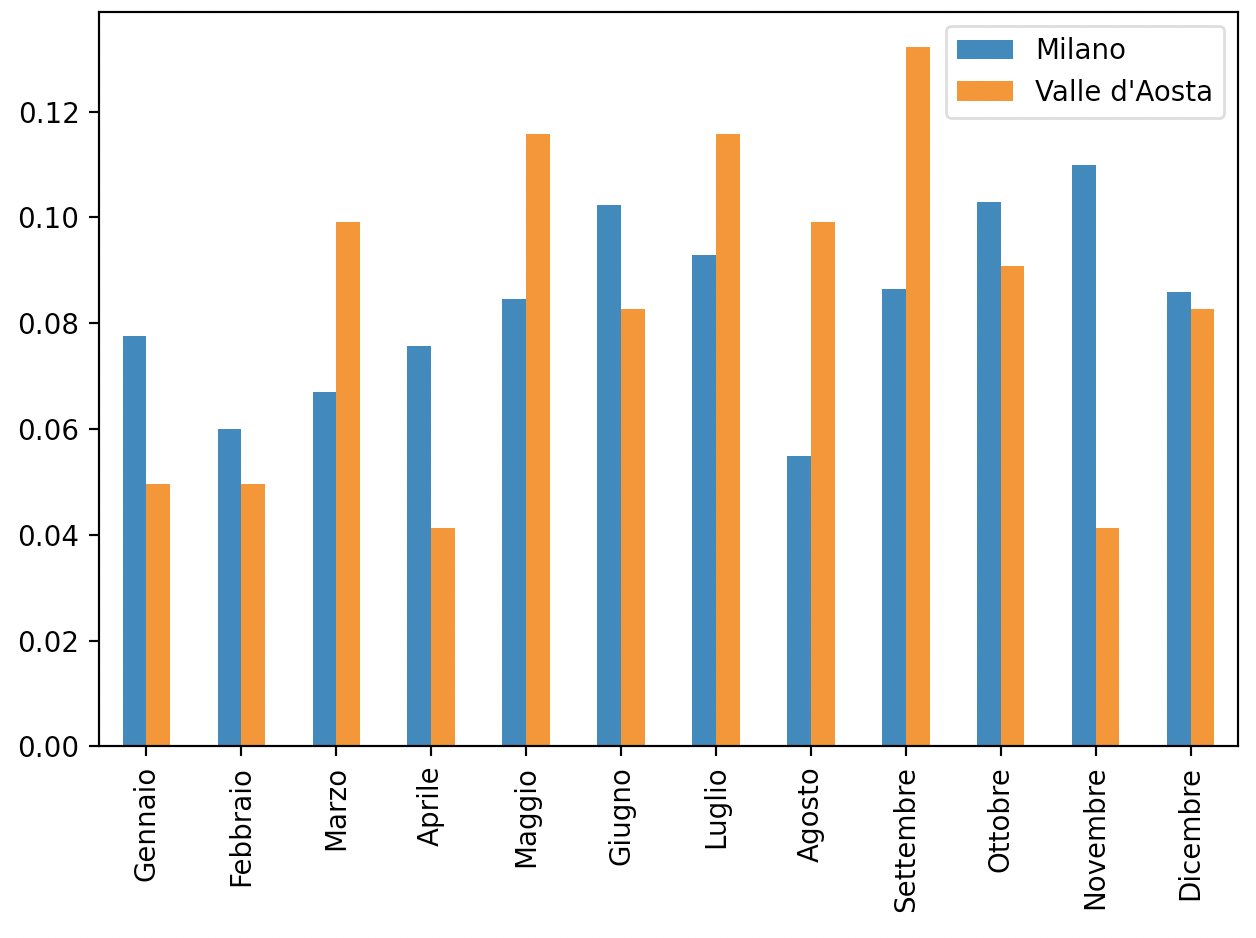 Milano
Valle d'Aosta
0.12
0.10
0.08
0.06
0.04
0.02
0.00
Gennaio
Febbraio
Marzo
Aprile
Maggio
Giugno
Luglio
Agosto
Settembre
Ottobre
Novembre
Dicembre